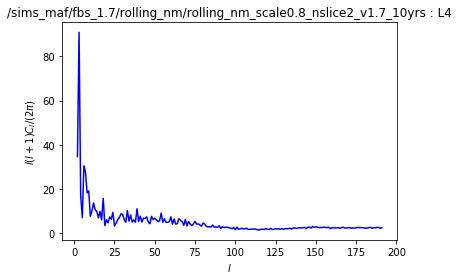 /sims_maf/fbs_1.7/rolling_nm/rolling_nm_scale0.8_nslice2_v1.7_10yrs : L4
l(l + 1)C_l/(2π)
80
60
40
20
0
0 25 50 75 100 125 150 175 200
l